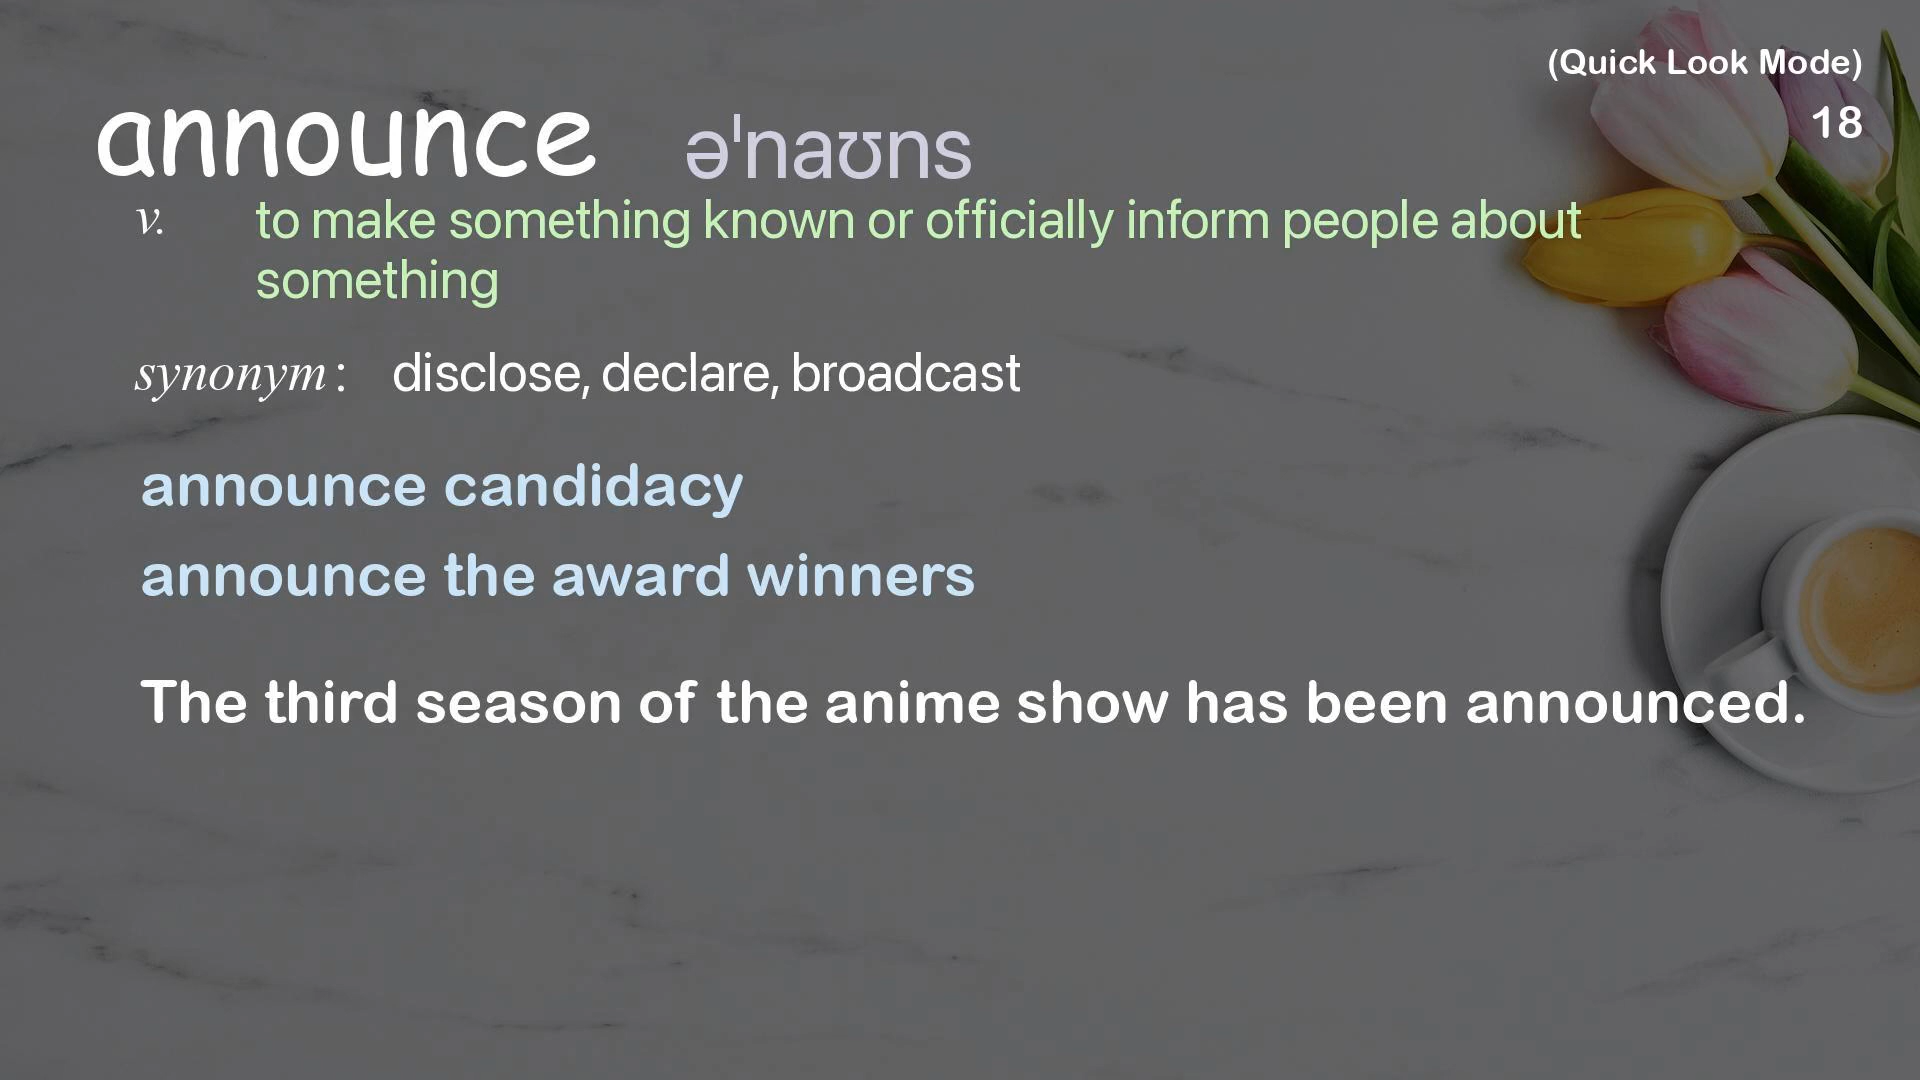 (Quick Look Mode)
18
announce əˈnaʊns
v. to make something known or officially inform people about
something
synonym : disclose, declare, broadcast
announce candidacy
announce the award winners
The third season of the anime show has been announced.